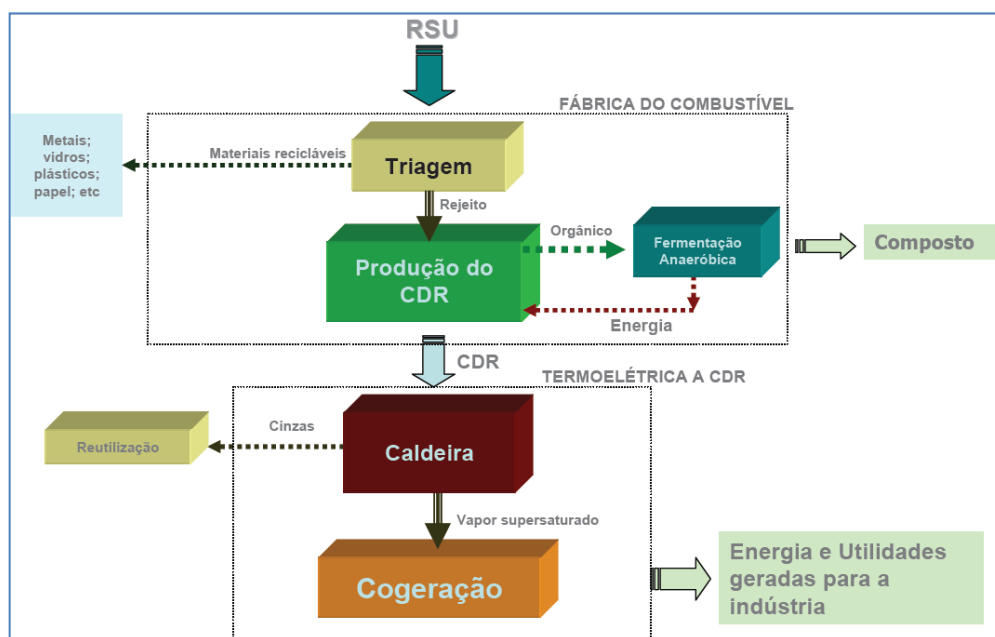 RSU
FÁBRICA DO COMBUSTÍVEL
Metais;
vidros;
plásticos;
papel; etc
Materiais recicláveis
Triagem
Rejeito
Produção do
CDR
Orgânico
Fermentação
Anaeróbica
Composto
Energia
CDR
TERMOELÉTRICA A CDR
Reutilização
Cinzas
Caldeira
Vapor supersaturado
Cogeração
Energia e Utilidades
geradas para a
indústria